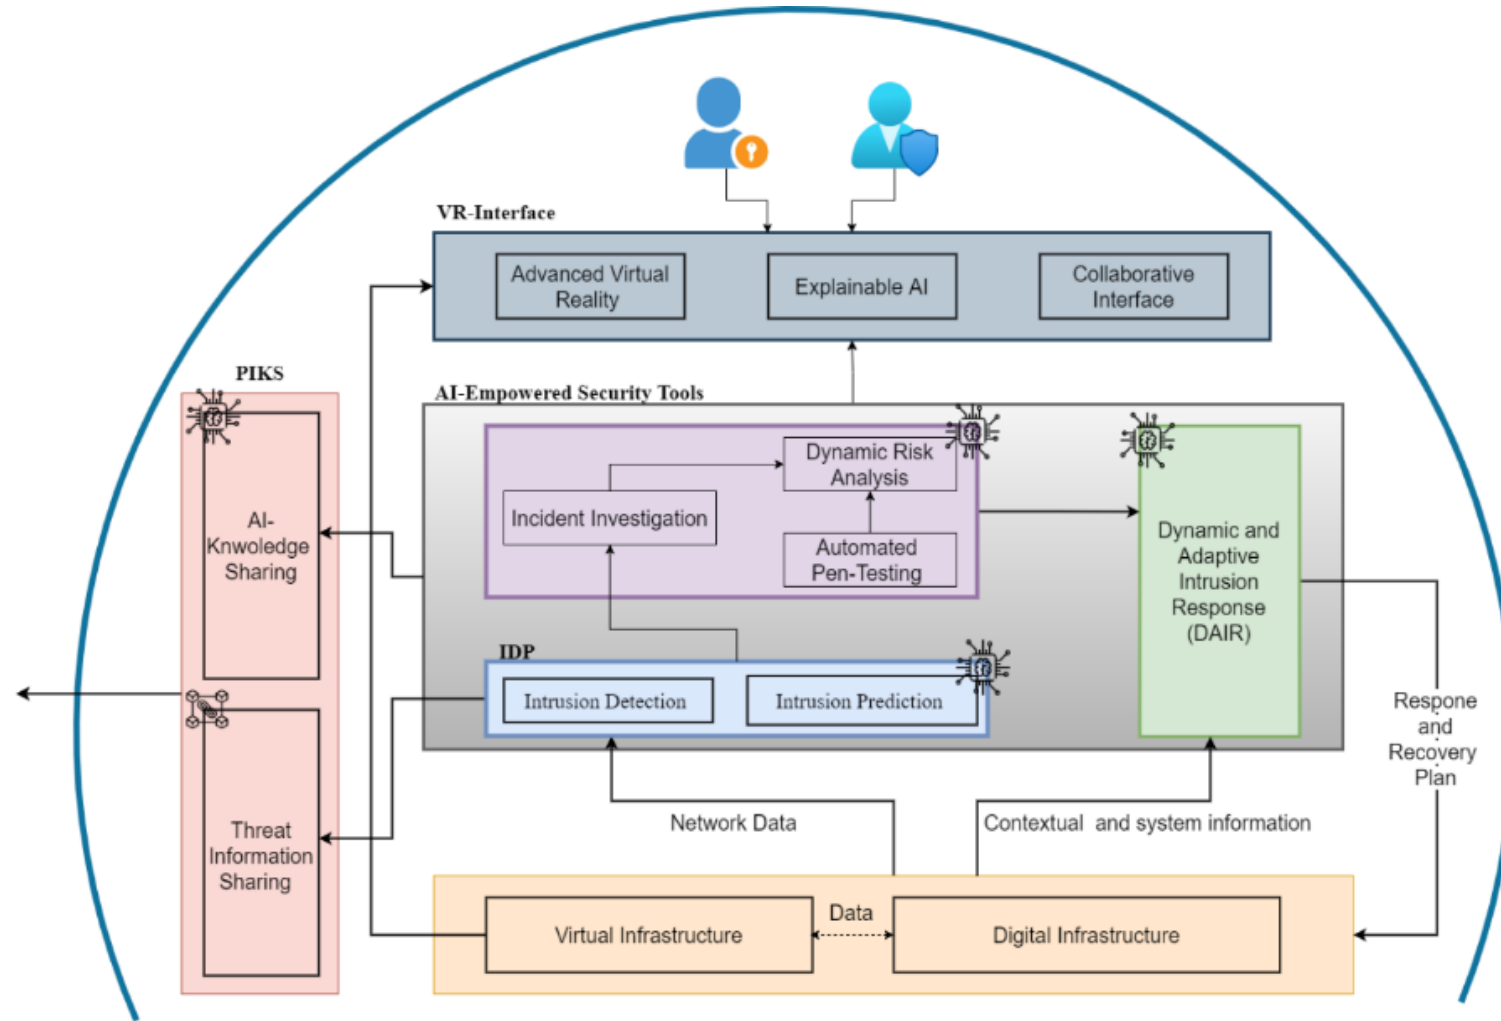 VR-Interface
Advanced Virtual
Reality
Explainable AI
Collaborative
Interface
PIKS
AI-
Knwoledge
Sharing
Threat
Information
Sharing
AI-Empowered Security Tools
Dynamic Risk
Analysis
Incident Investigation
Automated
Pen-Testing
IDP
Intrusion Detection
Intrusion Prediction
Dynamic and
Adaptive
Intrusion
Response
(DAIR)
Respone
and
Recovery
Plan
Network Data
Contextual and system information
Virtual Infrastructure
Data
Digital Infrastructure